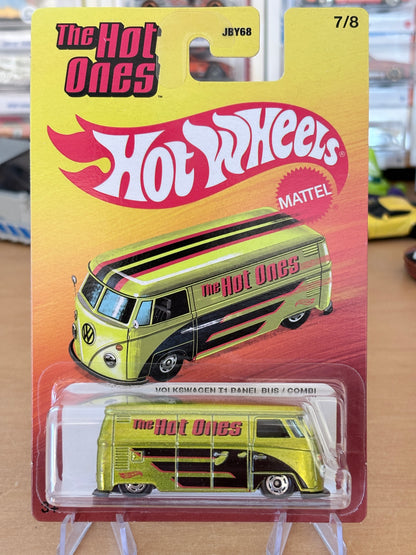 The Hot
Ones™
JBY68
7/8
Hot Wheels®
MATTEL
The Hot Ones
VOLKSWAGEN T1 PANEL BUS / COMBI
The Hot Ones